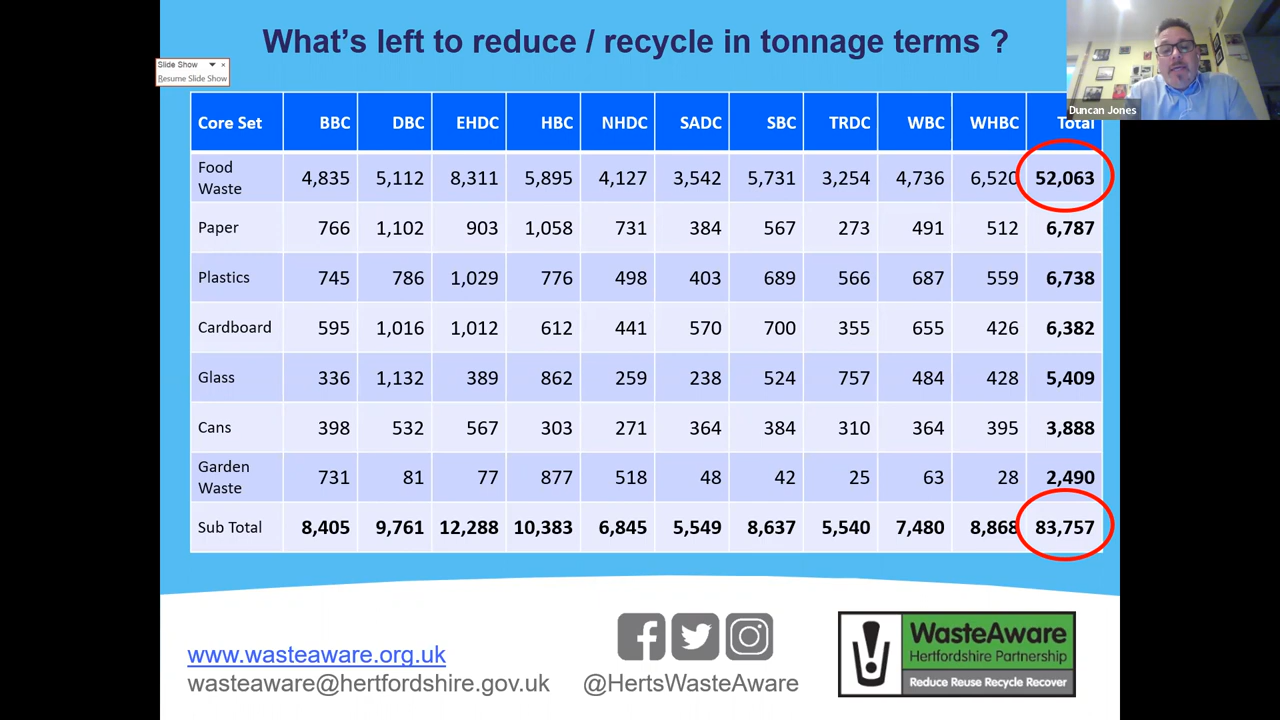 What's left to reduce / recycle in tonnage terms ?
Slide Show
Resume Slide Show
Duncan Jones
Core Set BBC DBC EHDC HBC NHDC SADC SBC TRDC WBC WHBC Total
Food Waste 4,835 5,112 8,311 5,895 4,127 3,542 5,731 3,254 4,736 6,520 52,063
Paper 766 1,102 903 1,058 731 384 567 273 491 512 6,787
Plastics 745 786 1,029 776 498 403 689 566 687 559 6,738
Cardboard 595 1,016 1,012 612 441 570 700 355 655 426 6,382
Glass 336 1,132 389 862 259 238 524 757 484 428 5,409
Cans 398 532 567 303 271 364 384 310 364 395 3,888
Garden Waste 731 81 77 877 518 48 42 25 63 28 2,490
Sub Total 8,405 9,761 12,288 10,383 6,845 5,549 8,637 5,540 7,480 8,868 83,757
www.wasteaware.org.uk
wasteaware@hertfordshire.gov.uk
@HertsWasteAware
WasteAware
Hertfordshire Partnership
Reduce Reuse Recycle Recover